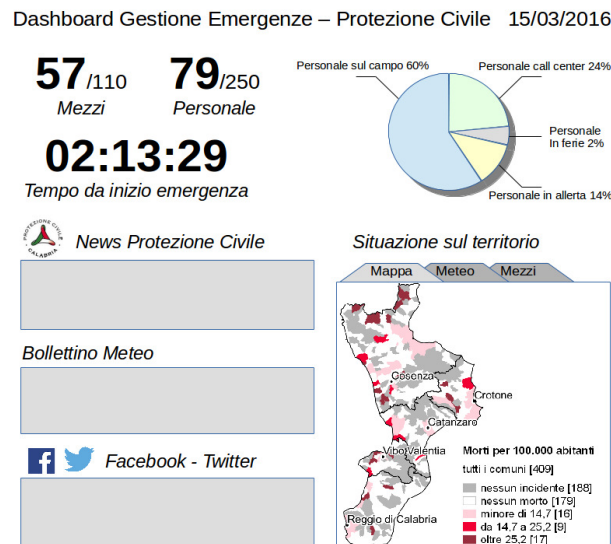 Dashboard Gestione Emergenze – Protezione Civile 15/03/2016
57/110
79/250
Mezzi
Personale
02:13:29
Tempo da inizio emergenza
Personale sul campo 60%
Personale call center 24%
Personale
In ferie 2%
Personale in allerta 14%
PROTEZIONE CIVILE
CALABRIA
News Protezione Civile
Bollettino Meteo
Facebook - Twitter
Situazione sul territorio
Mappa
Meteo
Mezzi
Cosenza
Crotone
Catanzaro
Vibo Valentia
Reggio di Calabria
Morti per 100.000 abitanti
tutti i comuni [409]
nessun incidente [188]
nessun morto [179]
minore di 14,7 [16]
da 14,7 a 25,2 [9]
oltre 25,2 [17]